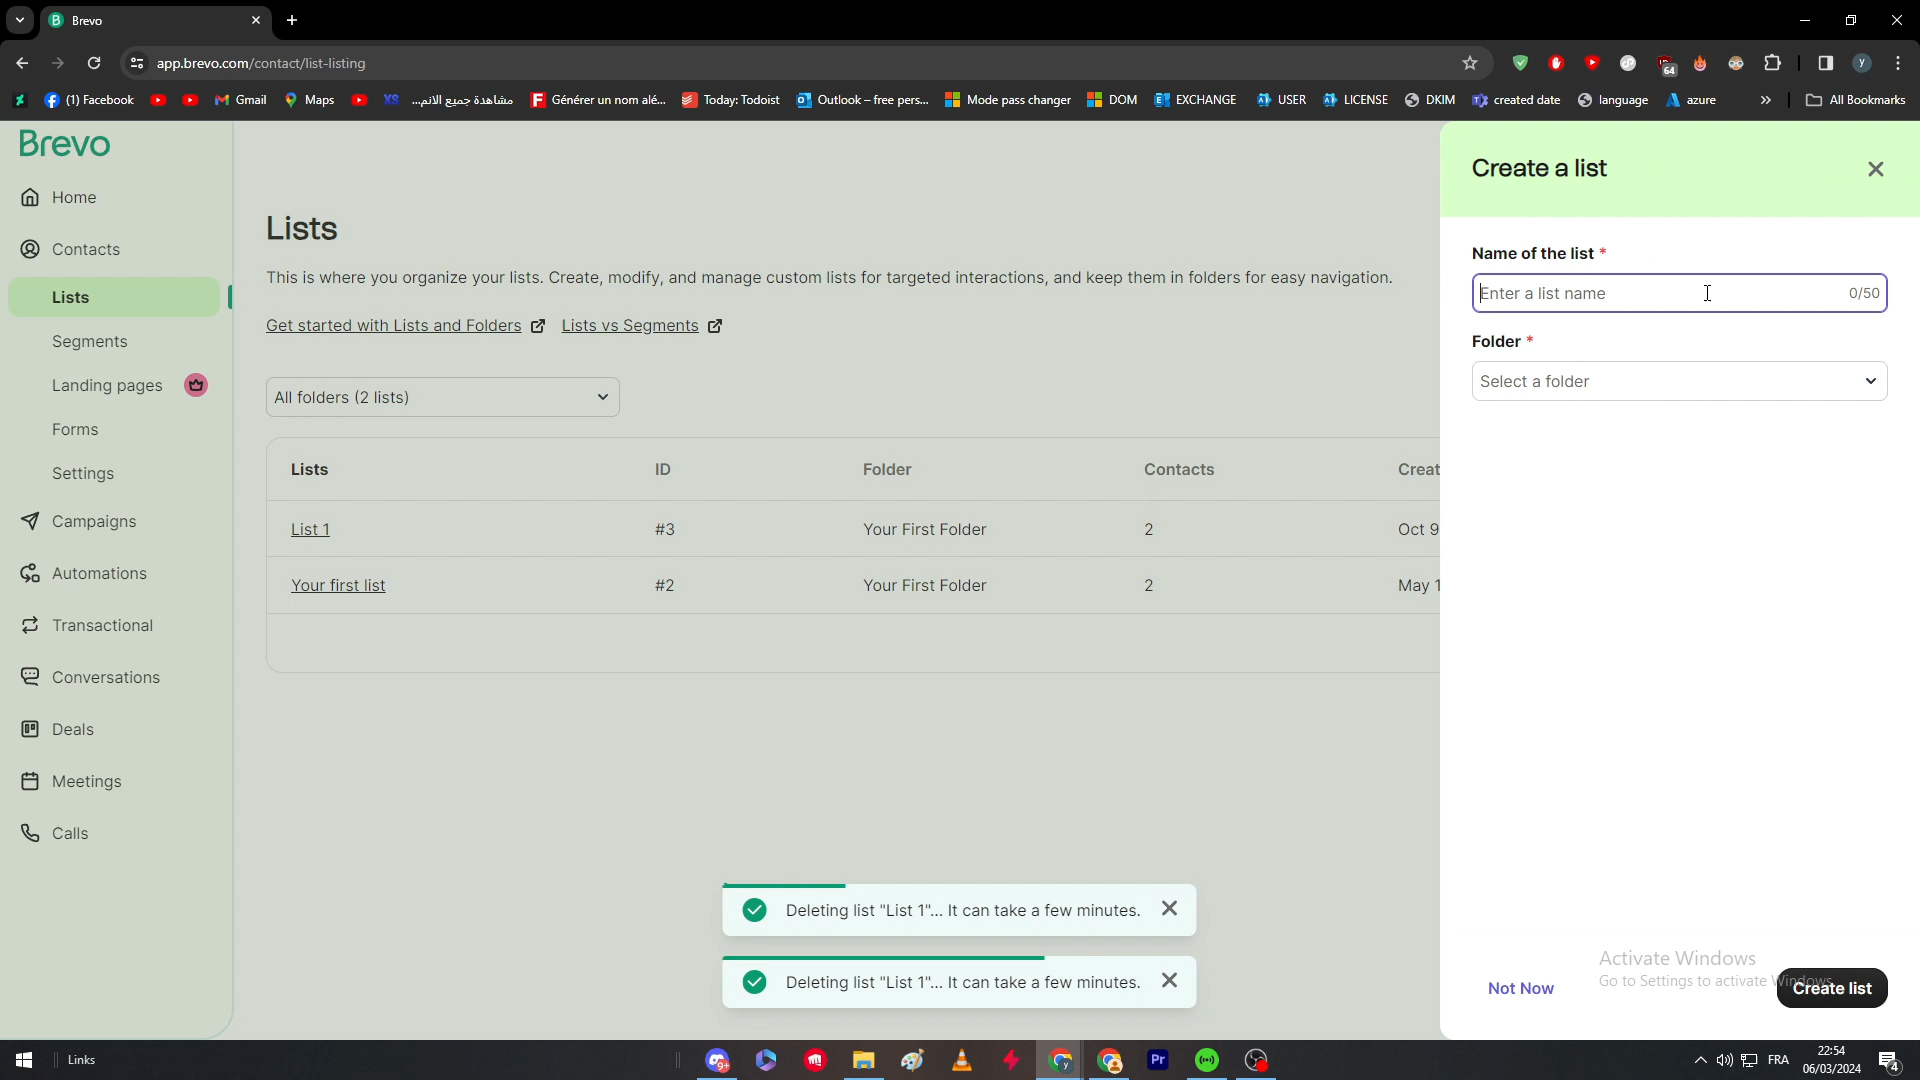 Brevo
app.brevo.com/contact/list-listing
64
y
(1) Facebook
Gmail
Maps
XS
مشاهدة جميع الانم...
Générer un nom alé...
Today: Todoist
Outlook – free pers...
Mode pass changer
DOM
EXCHANGE
USER
LICENSE
DKIM
created date
language
azure
All Bookmarks
Brevo
Home
Contacts
Lists
Segments
Landing pages
Forms
Settings
Campaigns
Automations
Transactional
Conversations
Deals
Meetings
Calls
Lists
This is where you organize your lists. Create, modify, and manage custom lists for targeted interactions, and keep them in folders for easy navigation.
Get started with Lists and Folders
Lists vs Segments
All folders (2 lists)
Lists ID Folder Contacts Creat
List 1 #3 Your First Folder 2 Oct 9
Your first list #2 Your First Folder 2 May 1
Deleting list "List 1"... It can take a few minutes.
Deleting list "List 1"... It can take a few minutes.
Create a list
Name of the list *
Enter a list name 0/50
Folder *
Select a folder
Not Now
Create list
Activate Windows
Go to Settings to activate Windows.
Links
9+
y
Pr
FRA
22:54
06/03/2024
4